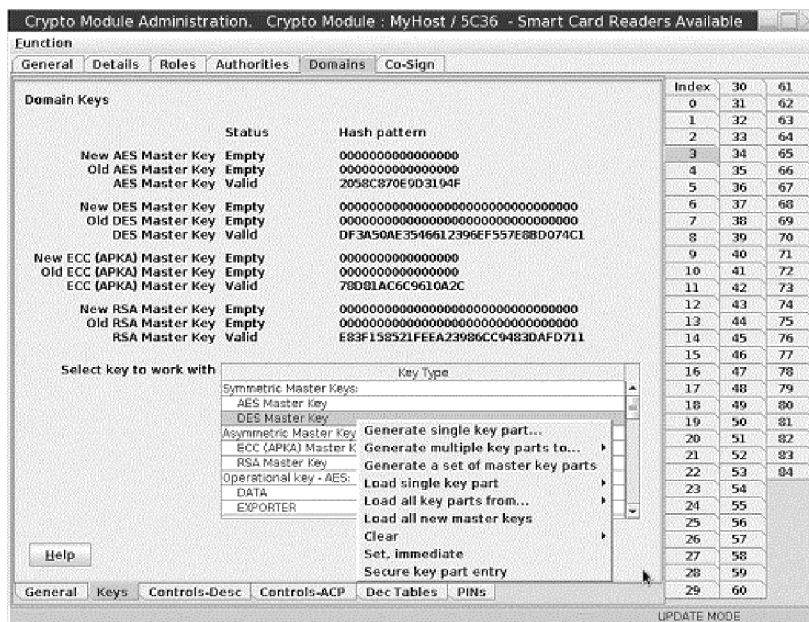 Crypto Module Administration. Crypto Module : MyHost / 5C36 - Smart Card Readers Available
Function
General Details Roles Authorities Domains Co-Sign
Domain Keys
Status Hash pattern
New AES Master Key Empty 0000000000000000
Old AES Master Key Empty 0000000000000000
AES Master Key Valid 2058C870E9D3194F
New DES Master Key Empty 00000000000000000000000000000000
Old DES Master Key Empty 00000000000000000000000000000000
DES Master Key Valid DF3A50AE3546612396EF557E8BD074C1
New ECC (APKA) Master Key Empty 0000000000000000
Old ECC (APKA) Master Key Empty 0000000000000000
ECC (APKA) Master Key Valid 78D81AC6C9610A2C
New RSA Master Key Empty 00000000000000000000000000000000
Old RSA Master Key Empty 00000000000000000000000000000000
RSA Master Key Valid E83F158521FEEA23986CC9483DAFD711
Select key to work with
Key Type
Symmetric Master Keys:
AES Master Key
DES Master Key
Asymmetric Master Key
ECC (APKA) Master K
RSA Master Key
Operational key - AES:
DATA
EXPORTER
Generate single key part...
Generate multiple key parts to...
Generate a set of master key parts
Load single key part
Load all key parts from...
Load all new master keys
Clear
Set, immediate
Secure key part entry
Help
General Keys Controls-Desc Controls-ACP Dec Tables PINs
Index 30 61
0 31 62
1 32 63
2 33 64
3 34 65
4 35 66
5 36 67
6 37 68
7 38 69
8 39 70
9 40 71
10 41 72
11 42 73
12 43 74
13 44 75
14 45 76
15 46 77
16 47 78
17 48 79
18 49 80
19 50 81
20 51 82
21 52 83
22 53 84
23 54
24 55
25 56
26 57
27 58
28 59
29 60
UPDATE MODE